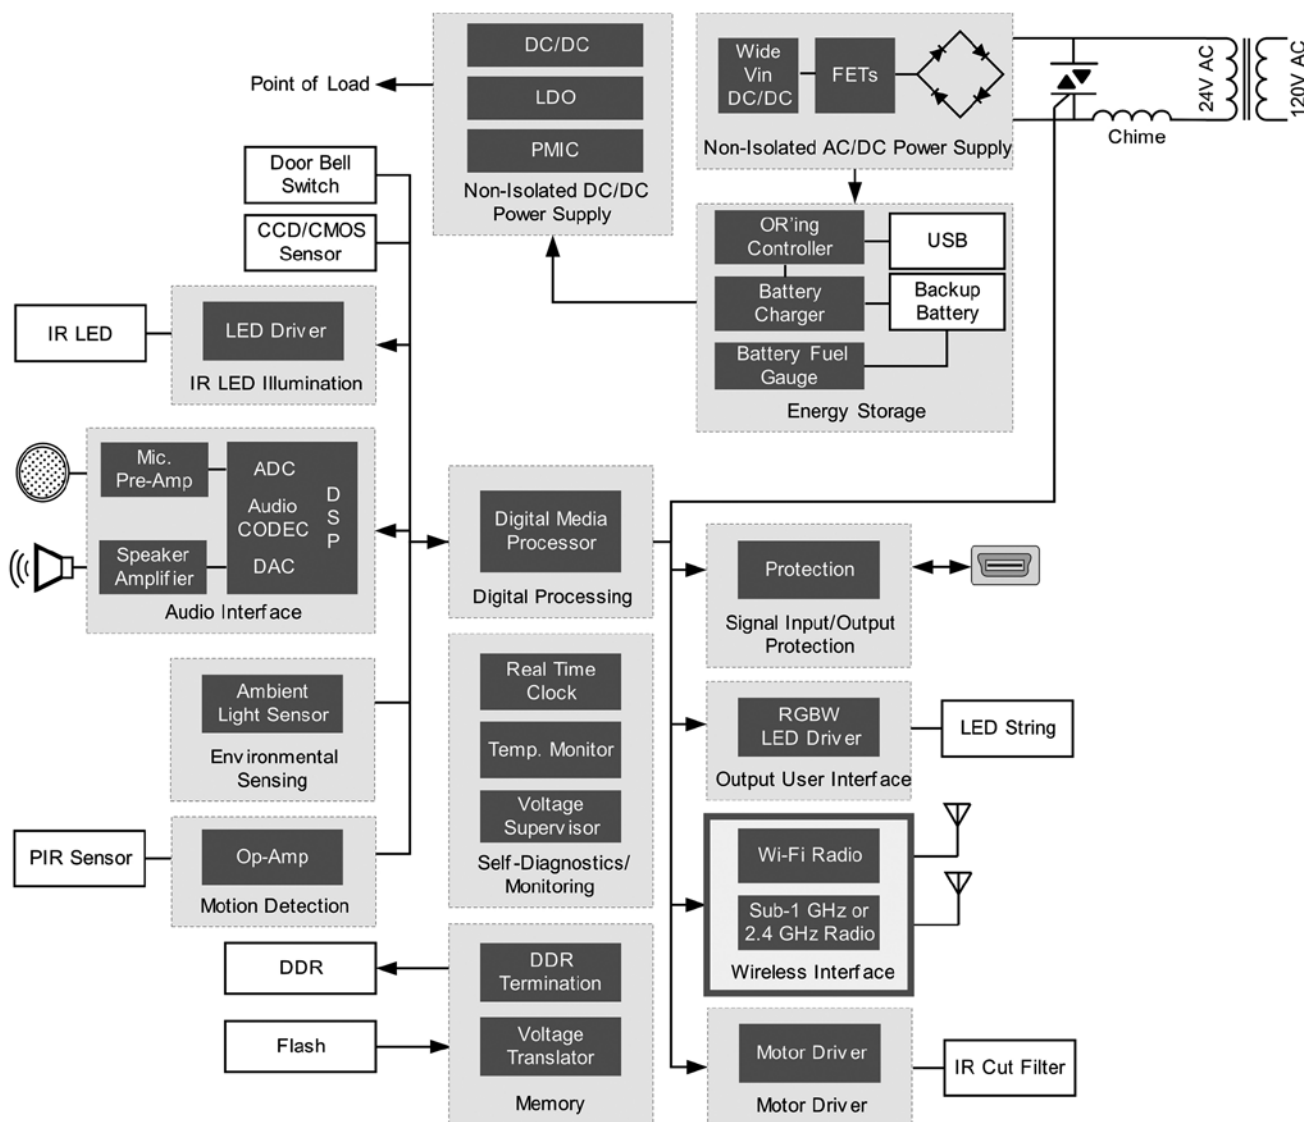 DC/DC
LDO
PMIC
Non-Isolated DC/DC
Power Supply
Point of Load
Wide
Vin
DC/DC
FETs
Non-Isolated AC/DC Power Supply
24V AC
120V AC
Chime
Door Bell
Switch
CCD/CMOS
Sensor
OR'ing
Controller
USB
Battery
Charger
Backup
Battery
Battery Fuel
Gauge
Energy Storage
IR LED
LED Driver
IR LED Illumination
Mic.
Pre-Amp
ADC
Audio
CODEC
DAC
D
S
P
Speaker
Amplifier
Audio Interface
Digital Media
Processor
Digital Processing
Protection
Signal Input/Output
Protection
Ambient
Light Sensor
Environmental
Sensing
Real Time
Clock
Temp. Monitor
Voltage
Supervisor
Self-Diagnostics/
Monitoring
RGBW
LED Driver
LED String
Output User Interface
PIR Sensor
Op-Amp
Motion Detection
Wi-Fi Radio
Sub-1 GHz or
2.4 GHz Radio
Wireless Interface
DDR
Flash
DDR
Termination
Voltage
Translator
Memory
Motor Driver
IR Cut Filter
Motor Driver